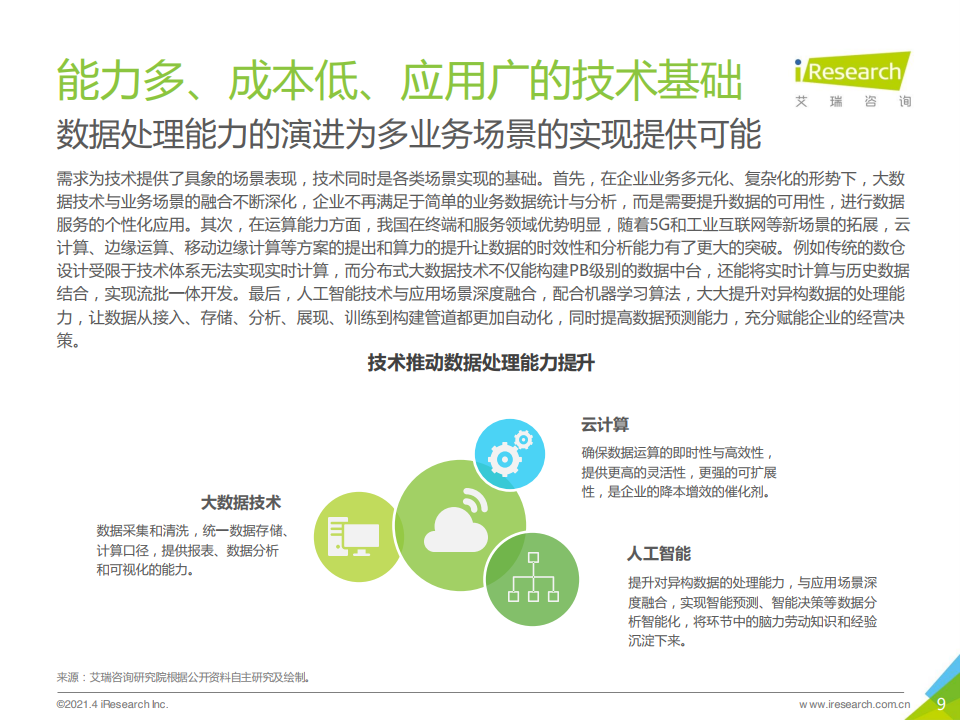 能力多、成本低、应用广的技术基础
iResearch
艾瑞咨询
数据处理能力的演进为多业务场景的实现提供可能
需求为技术提供了具象的场景表现，技术同时是各类场景实现的基础。首先，在企业业务多元化、复杂化的形势下，大数
据技术与业务场景的融合不断深化，企业不再满足于简单的业务数据统计与分析，而是需要提升数据的可用性，进行数据
服务的个性化应用。其次，在运算能力方面，我国在终端和服务领域优势明显，随着5G和工业互联网等新场景的拓展，云
计算、边缘运算、移动边缘计算等方案的提出和算力的提升让数据的时效性和分析能力有了更大的突破。例如传统的数仓
设计受限于技术体系无法实现实时计算，而分布式大数据技术不仅能构建PB级别的数据中台，还能将实时计算与历史数据
结合，实现流批一体开发。最后，人工智能技术与应用场景深度融合，配合机器学习算法，大大提升对异构数据的处理能
力，让数据从接入、存储、分析、展现、训练到构建管道都更加自动化，同时提高数据预测能力，充分赋能企业的经营决
策。
技术推动数据处理能力提升
云计算
确保数据运算的即时性与高效性，
提供更高的灵活性，更强的可扩展
性，是企业的降本增效的催化剂。
大数据技术
数据采集和清洗，统一数据存储、
计算口径，提供报表、数据分析
和可视化的能力。
人工智能
提升对异构数据的处理能力，与应用场景深
度融合，实现智能预测、智能决策等数据分
析智能化，将环节中的脑力劳动知识和经验
沉淀下来。
来源：艾瑞咨询研究院根据公开资料自主研究及绘制。
©2021.4 iResearch Inc.
www.iresearch.com.cn
9